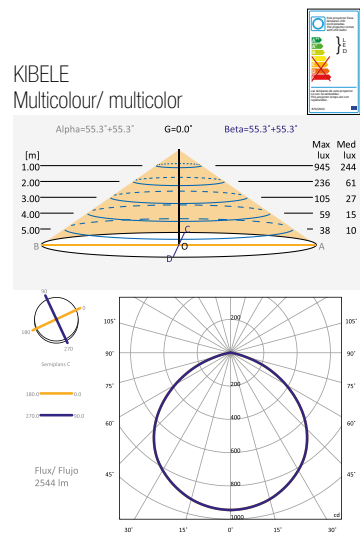 KIBELE
Multicolour/ multicolor
L
E
D
Alpha=55.3˚+55.3˚ G=0.0˚ Beta=55.3˚+55.3˚
Max Med
[m] lux lux
1.00 945 244
2.00 236 61
3.00 105 27
4.00 59 15
5.00 38 10
C
B O A
D
90
0
180
270
Semiplans C
180.0 0.0
270.0 90.0
Flux/ Flujo
2544 lm
105˚ 200 105˚
90˚ 90˚
75˚ 200 75˚
400
60˚ 60˚
600
45˚ 800 45˚
1000 cd
30˚ 15˚ 0˚ 15˚ 30˚